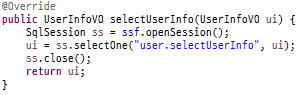 @Override
public UserInfoVO selectUserInfo(UserInfoVO ui) {
    SqlSession ss = ssf.openSession();
    ui = ss.selectOne("user.selectUserInfo", ui);
    ss.close();
    return ui;
}